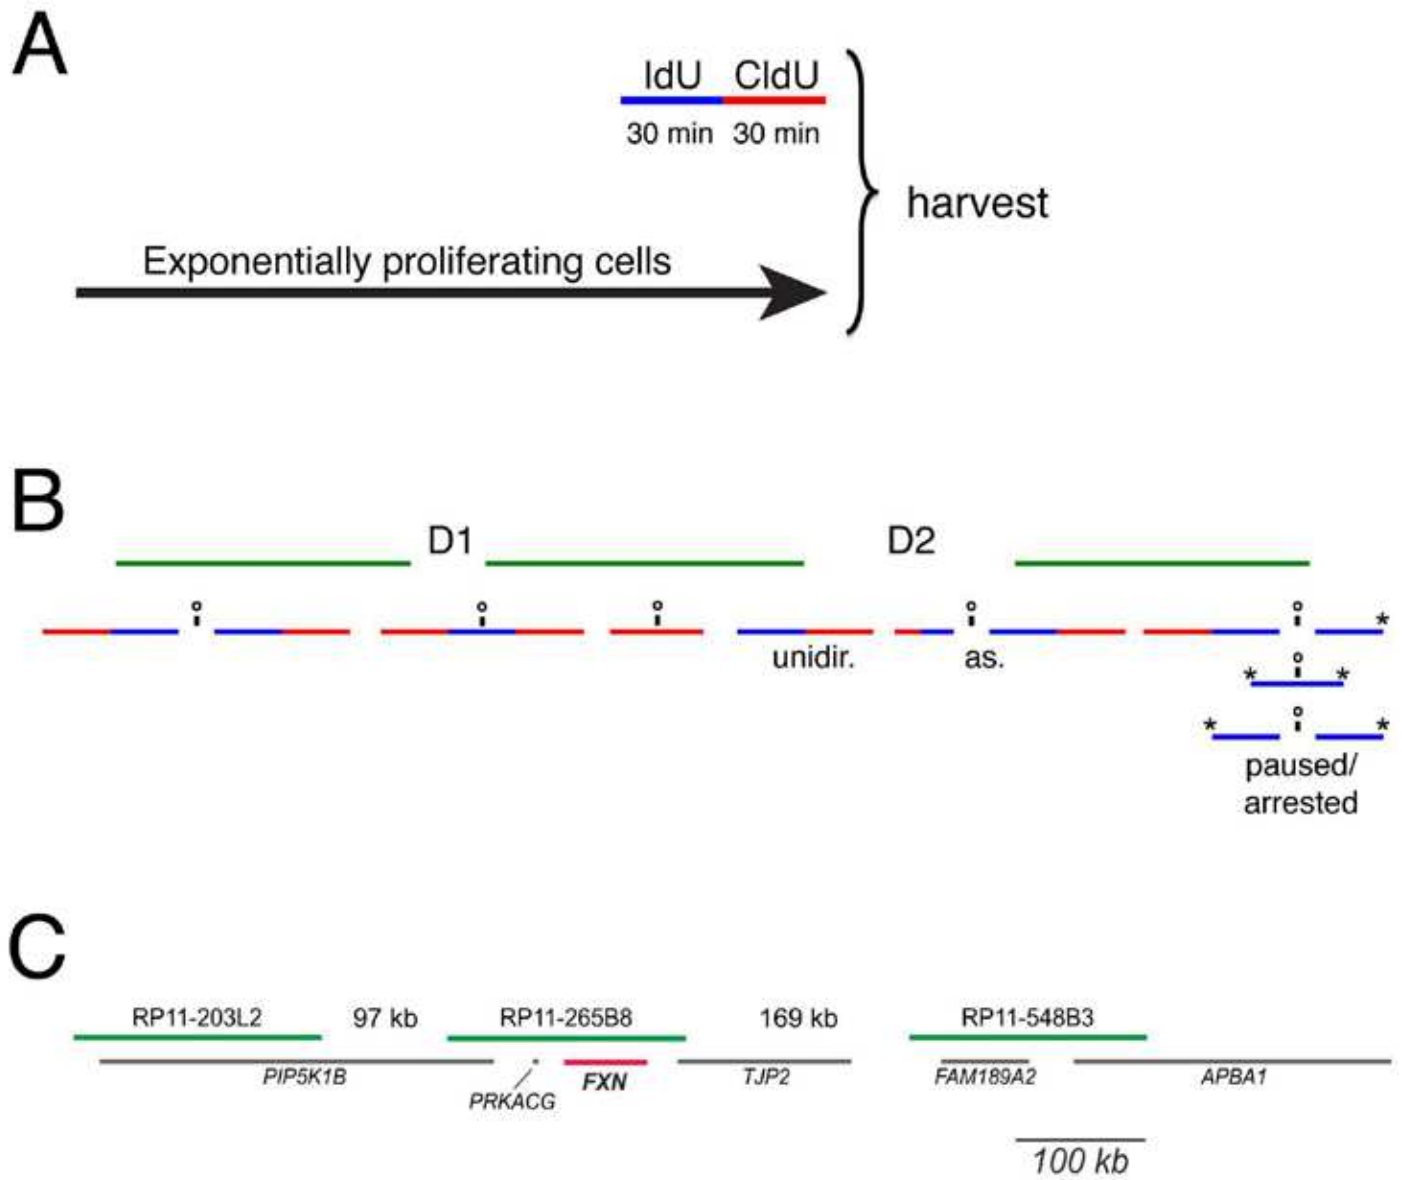 A
IdU CldU
30 min 30 min
harvest
Exponentially proliferating cells
B
D1 D2
*
unidir. as.
* *
* *
paused/
arrested
C
RP11-203L2 97 kb RP11-265B8 169 kb RP11-548B3
PIP5K1B FXN TJP2 FAM189A2 APBA1
PRKACG
100 kb